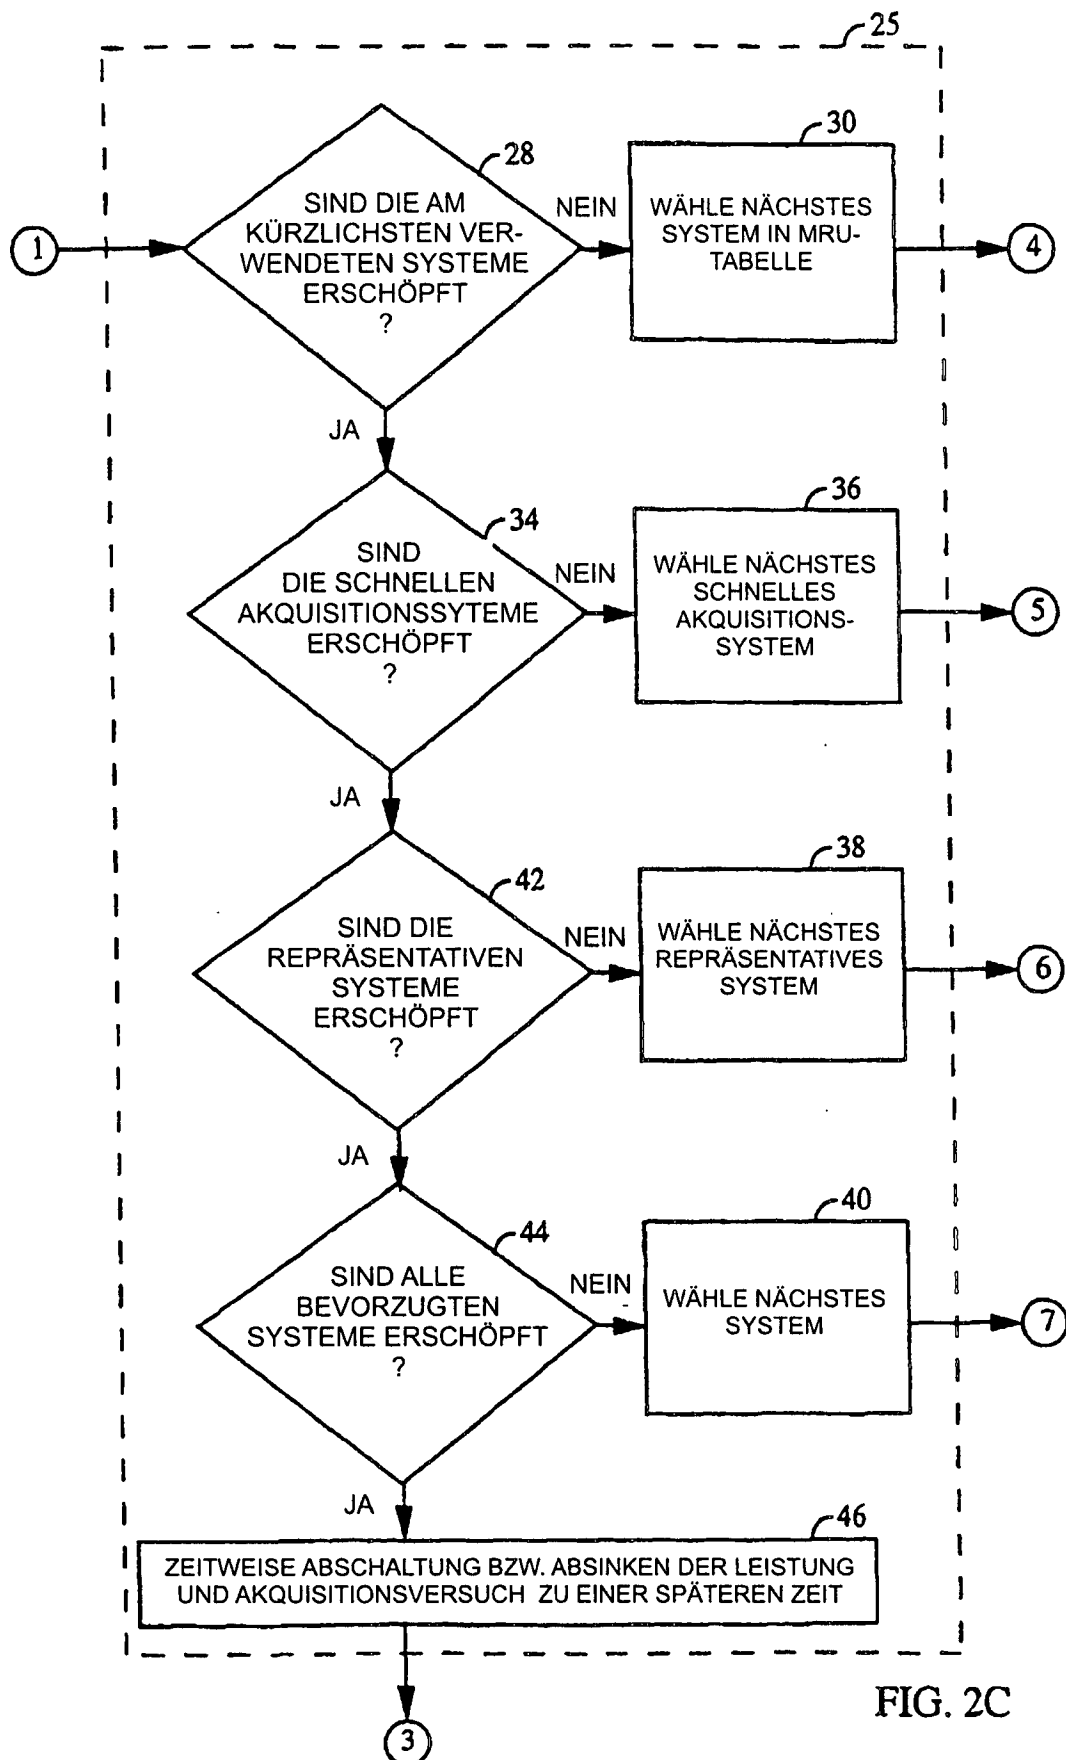 25
28
SIND DIE AM
KÜRZLICHSTEN VER-
WENDETEN SYSTEME
ERSCHÖPFT
?
1
NEIN
30
WÄHLE NÄCHSTES
SYSTEM IN MRU-
TABELLE
4
JA
34
SIND
DIE SCHNELLEN
AKQUISITIONSSYTEME
ERSCHÖPFT
?
NEIN
36
WÄHLE NÄCHSTES
SCHNELLES
AKQUISITIONS-
SYSTEM
5
JA
42
SIND DIE
REPRÄSENTATIVEN
SYSTEME
ERSCHÖPFT
?
NEIN
38
WÄHLE NÄCHSTES
REPRÄSENTATIVES
SYSTEM
6
JA
44
SIND ALLE
BEVORZUGTEN
SYSTEME ERSCHÖPFT
?
NEIN
40
WÄHLE NÄCHSTES
SYSTEM
7
JA
46
ZEITWEISE ABSCHALTUNG BZW. ABSINKEN DER LEISTUNG
UND AKQUISITIONSVERSUCH ZU EINER SPÄTEREN ZEIT
3
FIG. 2C